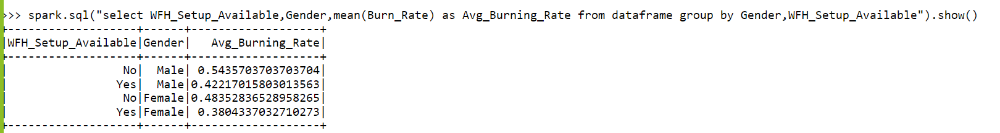 >>> spark.sql("select WFH_Setup_Available,Gender,mean(Burn_Rate) as Avg_Burning_Rate from dataframe group by Gender,WFH_Setup_Available").show()
+-------------------+------+------------------+
|WFH_Setup_Available|Gender|  Avg_Burning_Rate|
+-------------------+------+------------------+
|                 No|  Male| 0.5435703703703704|
|                Yes|  Male|0.42217015803013563|
|                 No|Female|0.48352836528958265|
|                Yes|Female| 0.3804337032710273|
+-------------------+------+------------------+